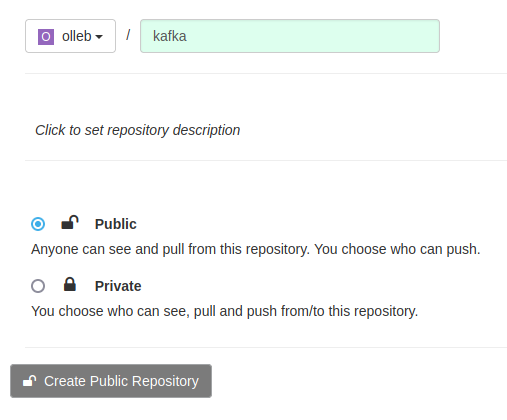 O olleb / kafka
Click to set repository description
Public
Anyone can see and pull from this repository. You choose who can push.
Private
You choose who can see, pull and push from/to this repository.
Create Public Repository